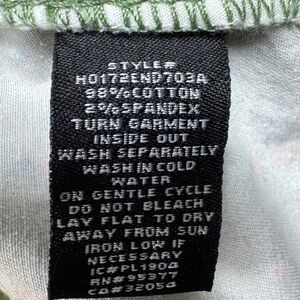 STYLE#
H0172END703A
98%COTTON
2%SPANDEX
TURN GARMENT
INSIDE OUT
WASH SEPARATELY
WASH IN COLD
WATER
ON GENTLE CYCLE
DO NOT BLEACH
LAY FLAT TO DRY
AWAY FROM SUN
IRON LOW IF
NECESSARY
IC#PL1904
RN#95377
CA#32054